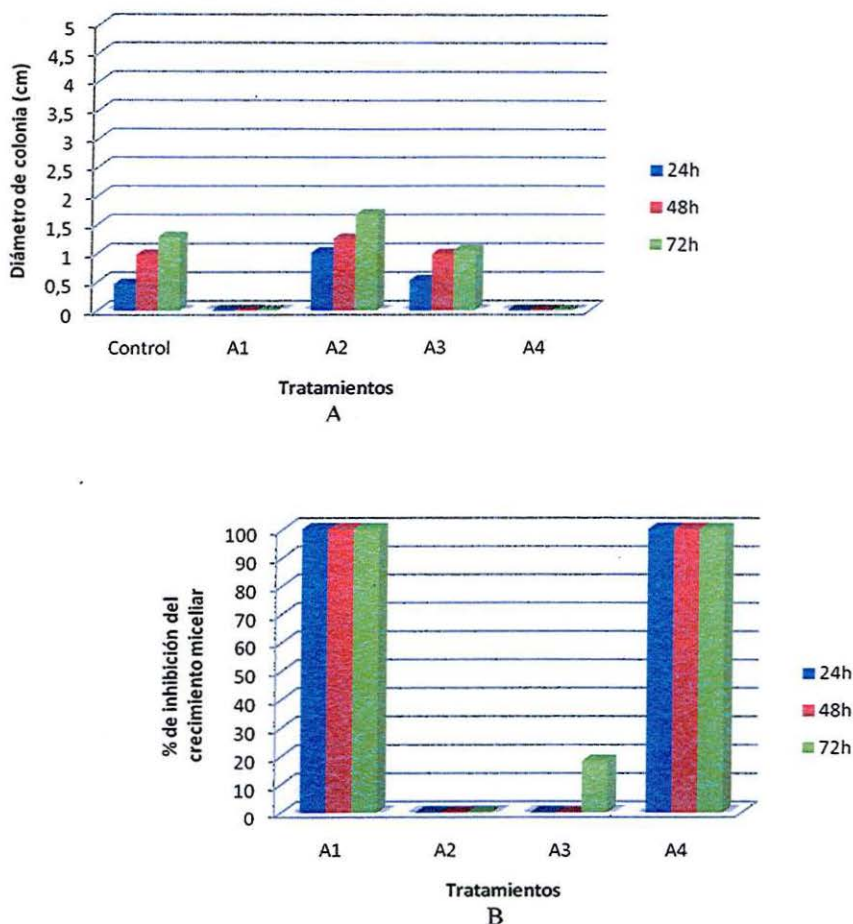 Diámetro de colonia (cm)
5
4,5
4
3,5
3
2,5
2
1,5
1
0,5
0
Control A1 A2 A3 A4
Tratamientos
A
24h
48h
72h
% de inhibición del
crecimiento miceliar
100
90
80
70
60
50
40
30
20
10
0
A1 A2 A3 A4
Tratamientos
B
24h
48h
72h